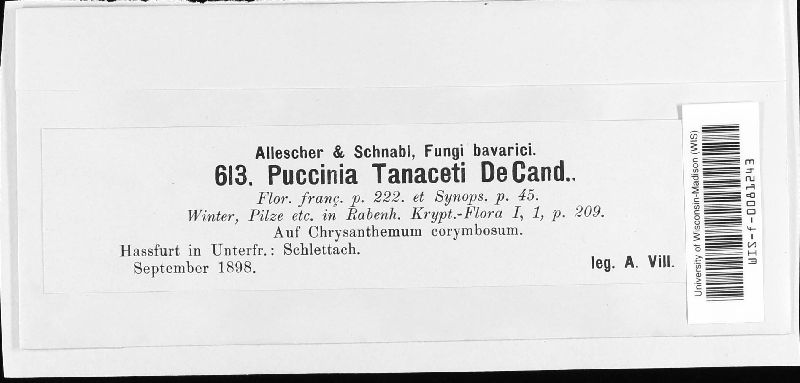 Allescher & Schnabl, Fungi bavarici.
613. Puccinia Tanaceti De Cand..
Flor. franç. p. 222. et Synops. p. 45.
Winter, Pilze etc. in Rabenh. Krypt.-Flora I, 1, p. 209.
Auf Chrysanthemum corymbosum.
Hassfurt in Unterfr.: Schlettach.
September 1898.
leg. A. Vill.
University of Wisconsin-Madison (WIS)